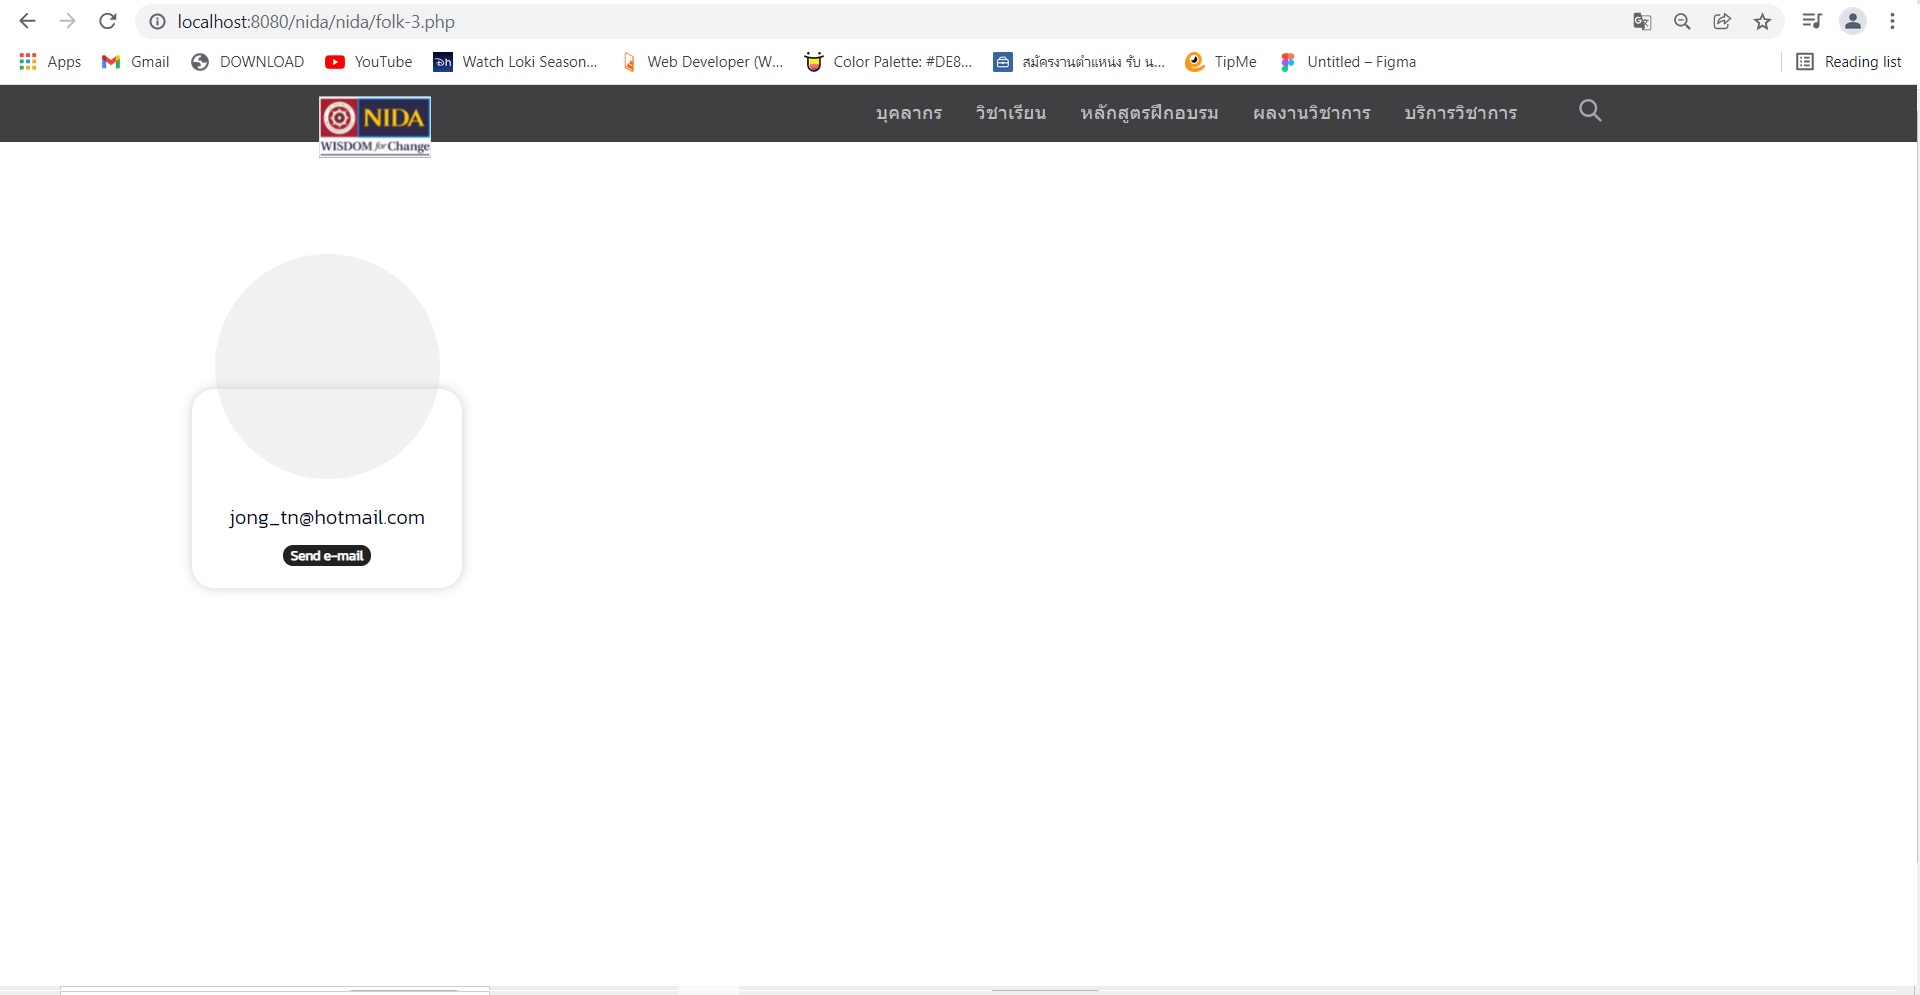 localhost:8080/nida/nida/folk-3.php
Apps Gmail DOWNLOAD YouTube Watch Loki Season... Web Developer (W... Color Palette: #DE8... สมัครงานตำแหน่ง รับ น... TipMe Untitled – Figma Reading list
NIDA
WISDOM for Change
บุคลากร วิชาเรียน หลักสูตรฝึกอบรม ผลงานวิชาการ บริการวิชาการ
jong_tn@hotmail.com
Send e-mail